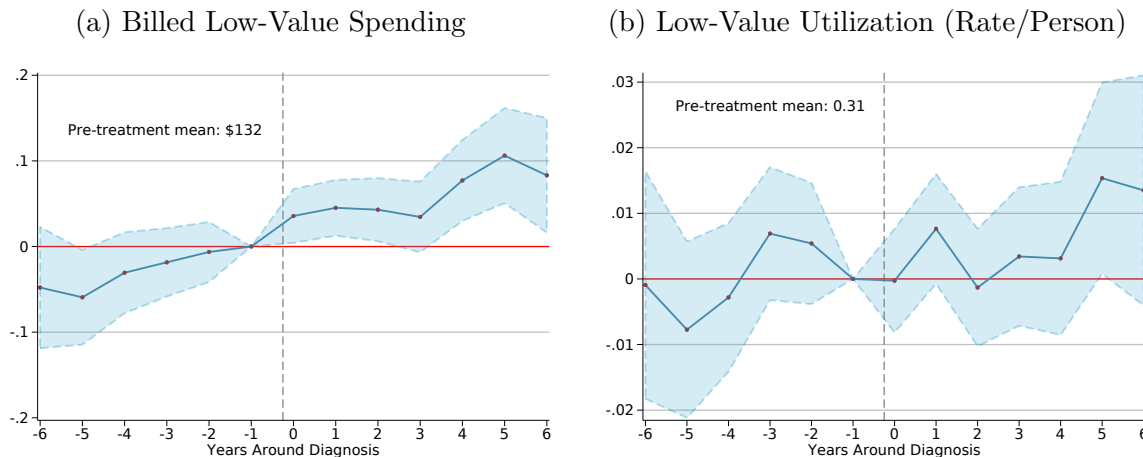 (a) Billed Low-Value Spending
.2
.1
0
-.1
-.2
Pre-treatment mean: $132
-6 -5 -4 -3 -2 -1 0 1 2 3 4 5 6
Years Around Diagnosis
(b) Low-Value Utilization (Rate/Person)
.03
.02
.01
0
-.01
-.02
Pre-treatment mean: 0.31
-6 -5 -4 -3 -2 -1 0 1 2 3 4 5 6
Years Around Diagnosis